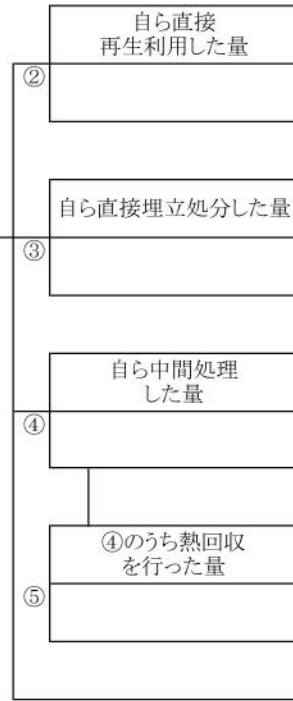 自ら直接
再生利用した量
②
自ら直接埋立処分した量
③
自ら中間処理
した量
④
④のうち熱回収
を行った量
⑤